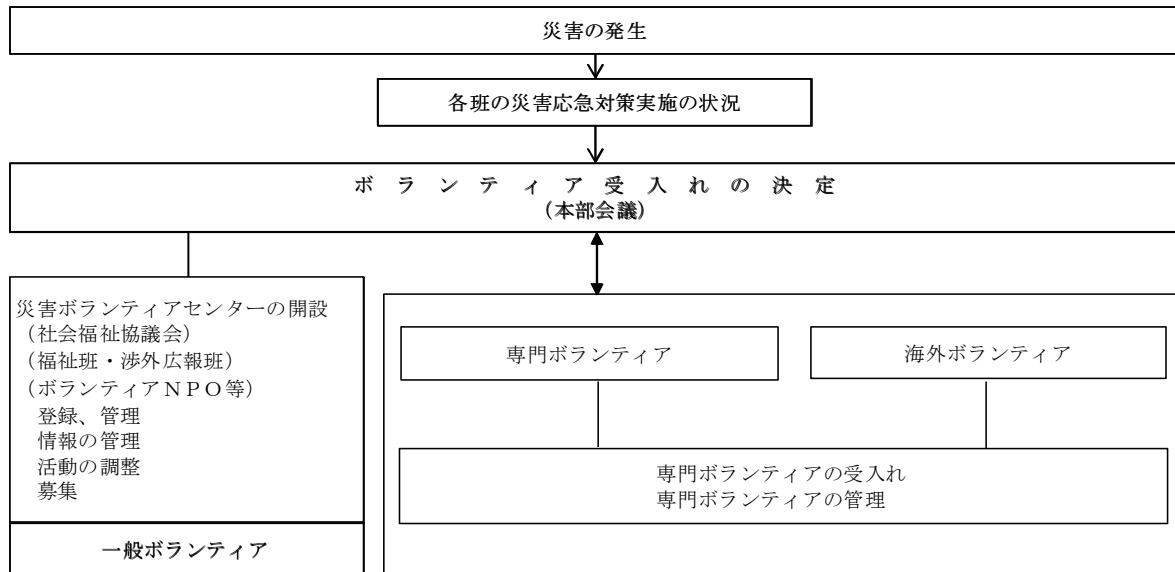 災害の発生
各班の災害応急対策実施の状況
ボランティア受入れの決定
(本部会議)
災害ボランティアセンターの開設
(社会福祉協議会)
(福祉班・渉外広報班)
(ボランティアNPO等)
登録、管理
情報の管理
活動の調整
募集
一般ボランティア
専門ボランティア
海外ボランティア
専門ボランティアの受入れ
専門ボランティアの管理